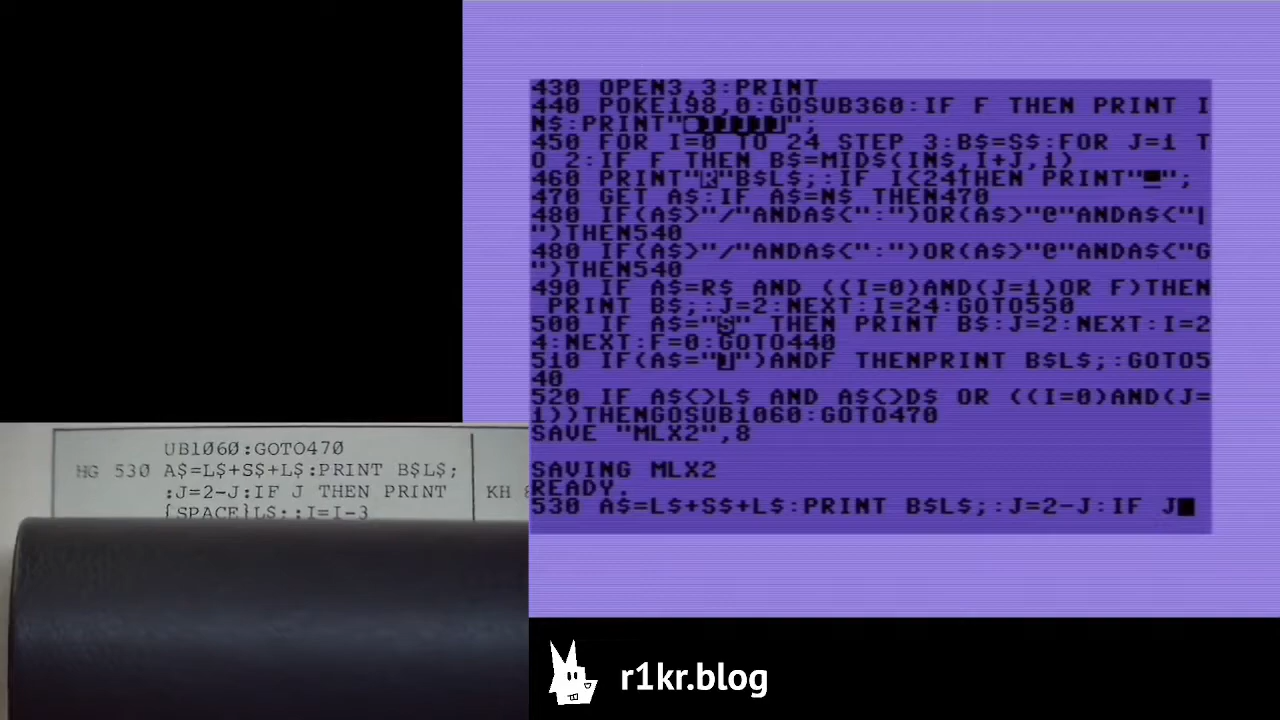 430 OPEN3,3:PRINT
440 POKE198,0:GOSUB360:IF F THEN PRINT I
N$:PRINT"";
450 FOR I=0 TO 24 STEP 3:B$=S$:FOR J=1 T
O 2:IF F THEN B$=MID$(IN$,I+J,1)
460 PRINT"R"B$L$;:IF I<24THEN PRINT"";
470 GET A$:IF A$=N$ THEN470
480 IF(A$>"/"ANDA$<":")OR(A$>"@"ANDA$<"|
")THEN540
480 IF(A$>"/"ANDA$<":")OR(A$>"@"ANDA$<"G
")THEN540
490 IF A$=R$ AND ((I=0)AND(J=1)OR F)THEN
PRINT B$;:J=2:NEXT:I=24:GOTO550
500 IF A$="S" THEN PRINT B$:J=2:NEXT:I=2
4:NEXT:F=0:GOTO440
510 IF(A$="")ANDF THENPRINT B$L$;:GOTO5
40
520 IF A$<>L$ AND A$<>D$ OR ((I=0)AND(J=
1))THENGOSUB1060:GOTO470
SAVE "MLX2",8
SAVING MLX2
READY.
530 A$=L$+S$+L$:PRINT B$L$;:J=2-J:IF J
UB1060:GOTO470
HG 530 A$=L$+S$+L$:PRINT B$L$;
:J=2-J:IF J THEN PRINT
{SPACE}L$;:I=I-3
KH 8
r1kr.blog